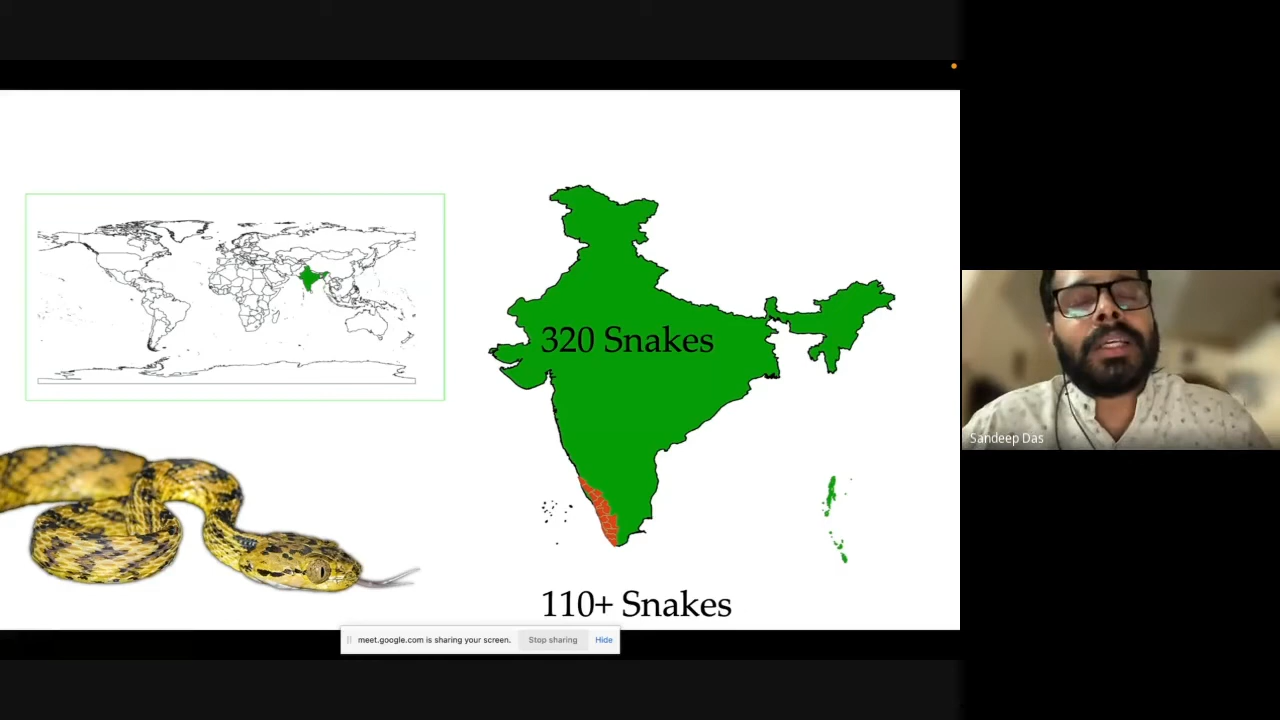 320 Snakes
110+ Snakes
Sandeep Das
meet.google.com is sharing your screen. Stop sharing Hide